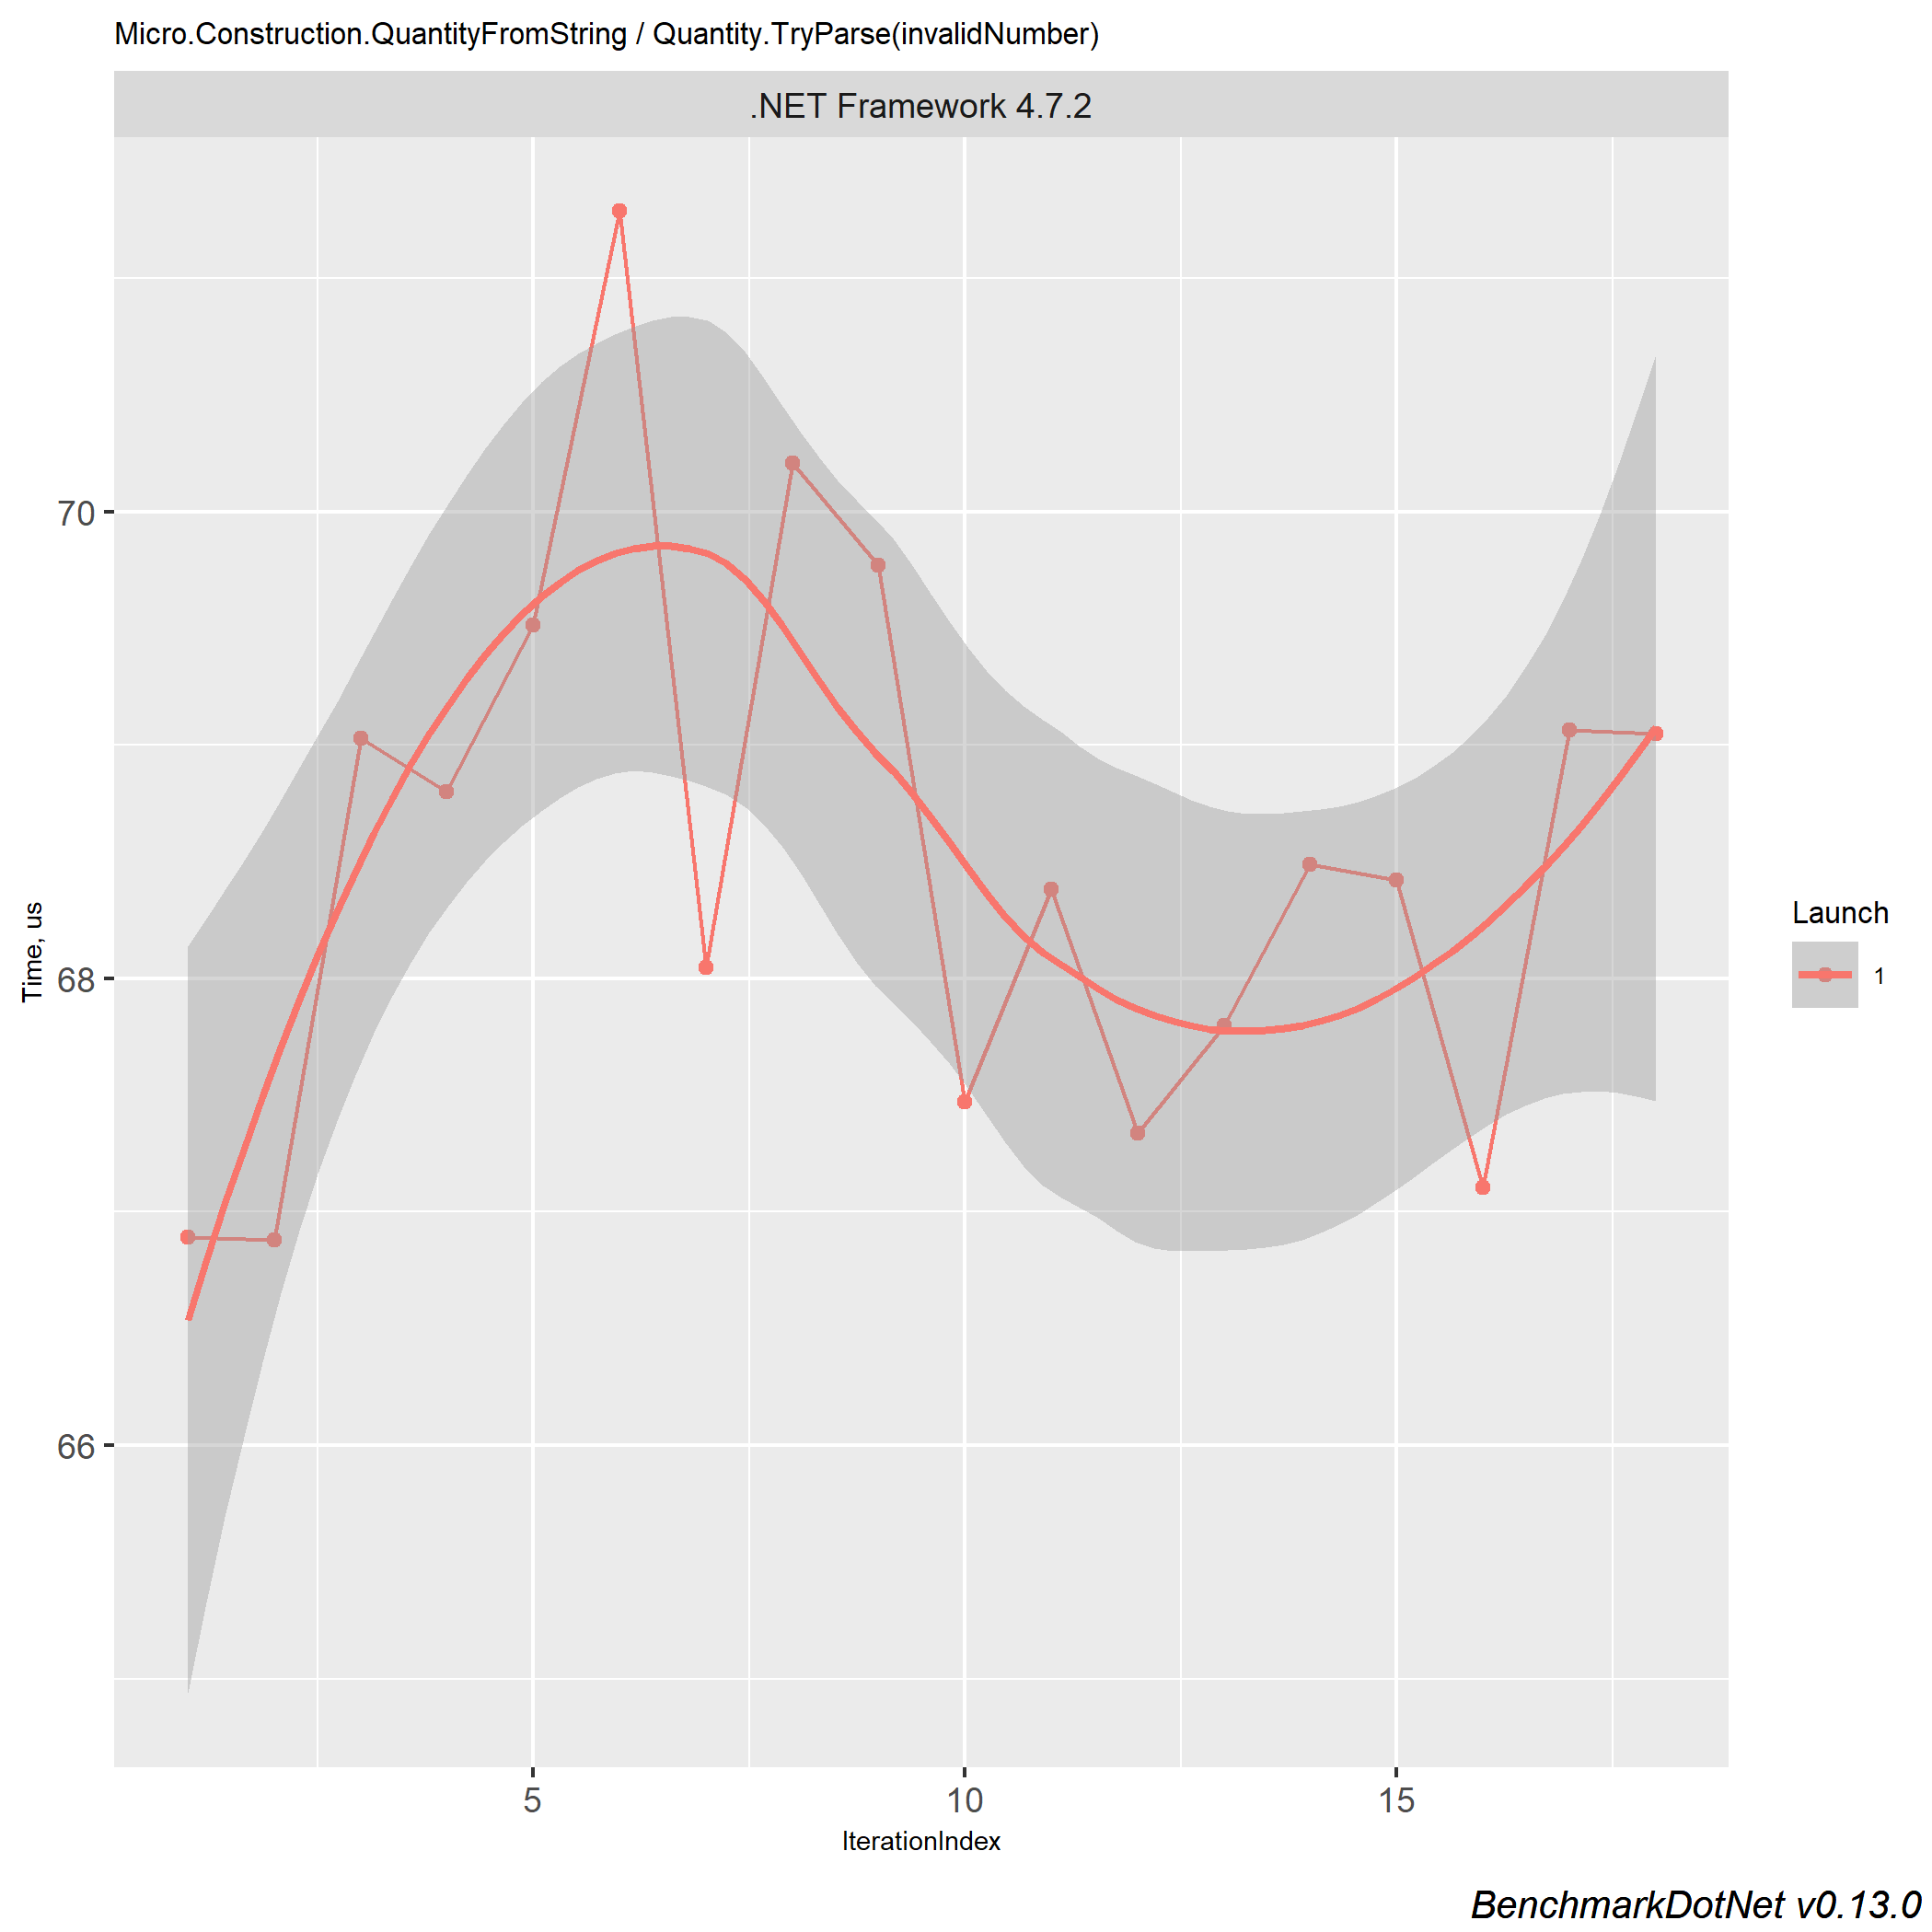 Micro.Construction.QuantityFromString / Quantity.TryParse(invalidNumber)
.NET Framework 4.7.2
70
68
66
Time, us
5
10
15
IterationIndex
Launch
1
BenchmarkDotNet v0.13.0